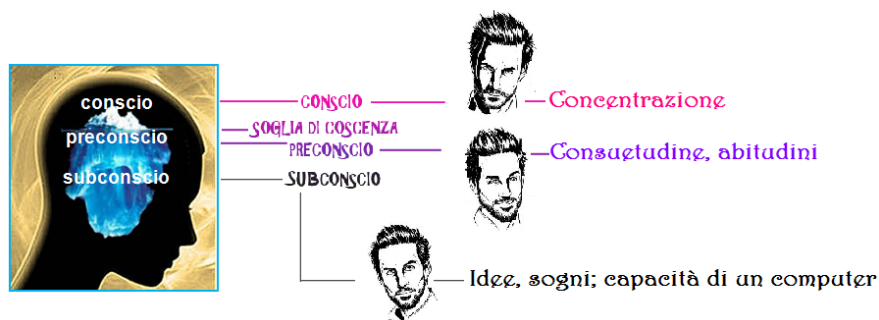 conscio
preconscio
subconscio
CONSCIO
SOGLIA DI COSCENZA
PRECONSCIO
SUBCONSCIO
Concentrazione
Consuetudine, abitudini
Idee, sogni; capacità di un computer